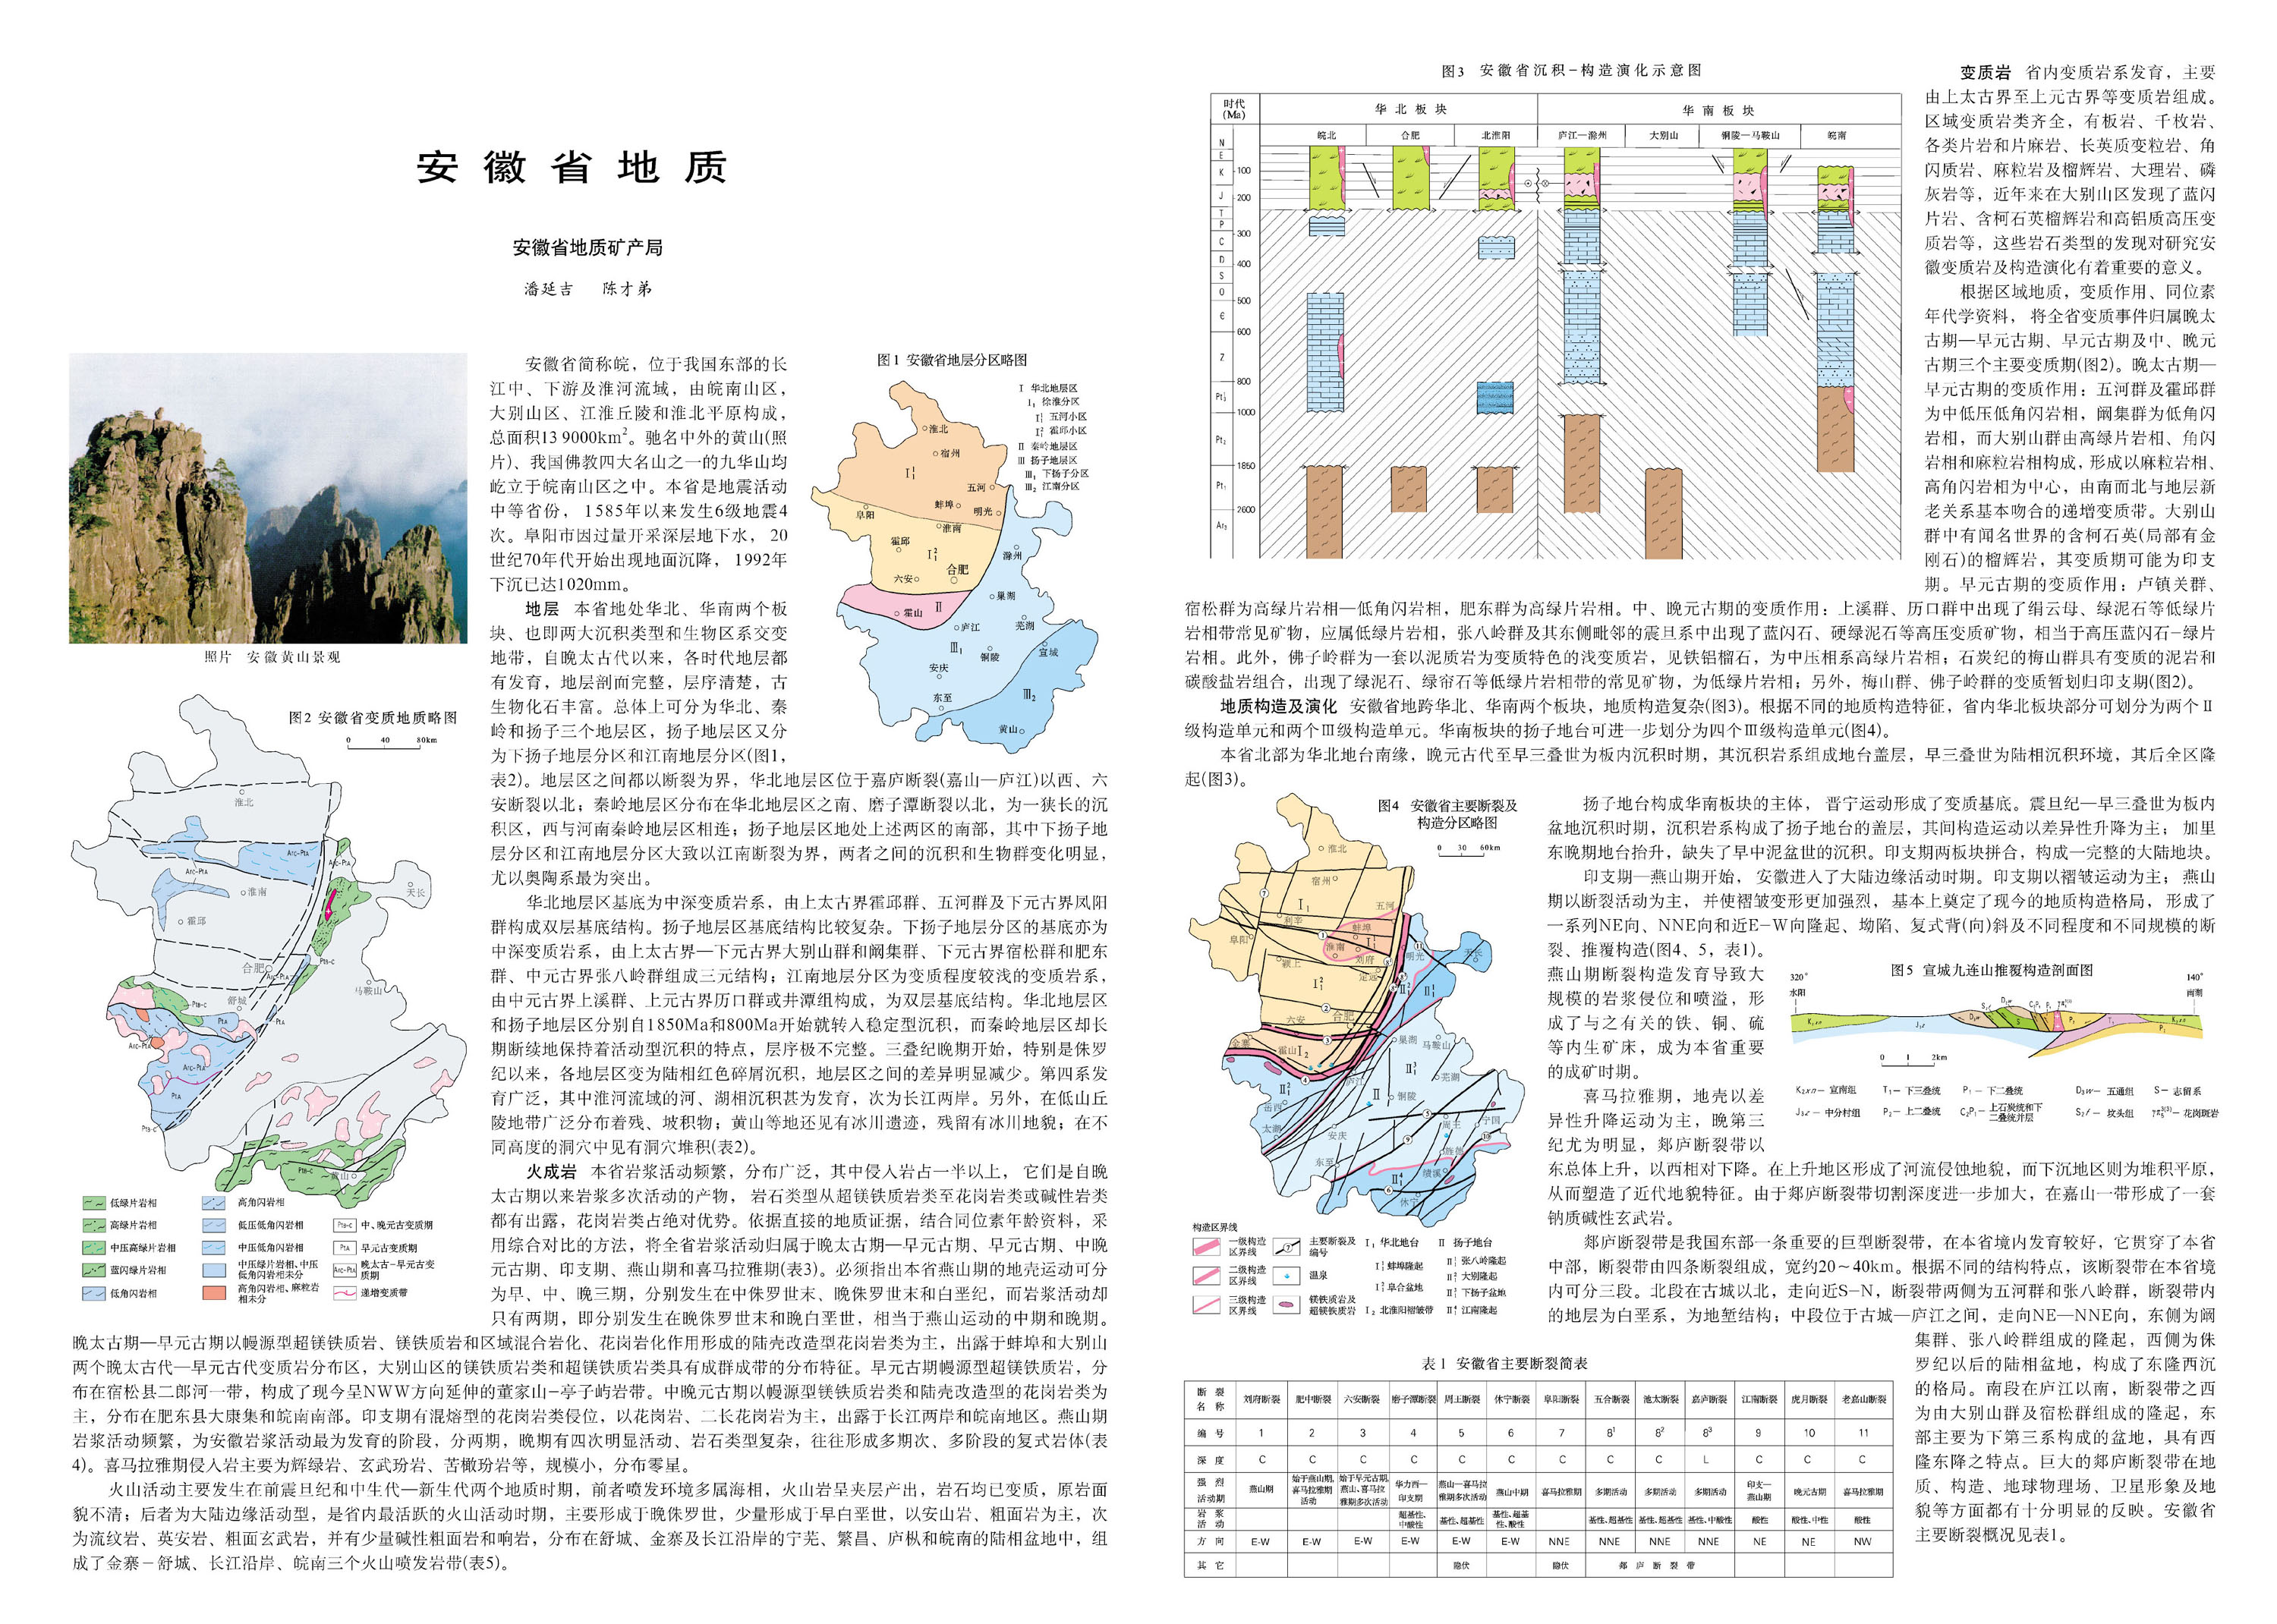 安徽省地质
安徽省地质矿产局
潘延吉 陈才弟
照片 安徽黄山景观
安徽省简称皖，位于我国东部的长
江中、下游及淮河流域，由皖南山区，
大别山区、江淮丘陵和淮北平原构成，
总面积13 9000km²。驰名中外的黄山(照
片)、我国佛教四大名山之一的九华山均
屹立于皖南山区之中。本省是地震活动
中等省份，1585年以来发生6级地震4
次。阜阳市因过量开采深层地下水，20
世纪70年代开始出现地面沉降，1992年
下沉已达1020mm。
地层 本省地处华北、华南两个板
块、也即两大沉积类型和生物区系交变
地带，自晚太古代以来，各时代地层都
有发育，地层剖面完整，层序清楚，古
生物化石丰富。总体上可分为华北、秦
岭和扬子三个地层区，扬子地层区又分
为下扬子地层分区和江南地层分区(图1，
表2)。地层区之间都以断裂为界，华北地层区位于嘉庐断裂(嘉山—庐江)以西、六
安断裂以北；秦岭地层区分布在华北地层区之南、磨子潭断裂以北，为一狭长的沉
积区，西与河南秦岭地层区相连；扬子地层区地处上述两区的南部，其中下扬子地
层分区和江南地层分区大致以江南断裂为界，两者之间的沉积和生物群变化明显，
尤以奥陶系最为突出。
华北地层区基底为中深变质岩系，由上太古界霍邱群、五河群及下元古界凤阳
群构成双层基底结构。扬子地层区基底结构比较复杂。下扬子地层分区的基底亦为
中深变质岩系，由上太古界—下元古界大别山群和阚集群、下元古界宿松群和肥东
群、中元古界张八岭群组成三元结构；江南地层分区为变质程度较浅的变质岩系，
由中元古界上溪群、上元古界历口群或井潭组构成，为双层基底结构。华北地层区
和扬子地层区分别自1850Ma和800Ma开始就转入稳定型沉积，而秦岭地层区却长
期断续地保持着活动型沉积的特点，层序极不完整。三叠纪晚期开始，特别是侏罗
纪以来，各地层区变为陆相红色碎屑沉积，地层区之间的差异明显减少。第四系发
育广泛，其中淮河流域的河、湖相沉积甚为发育，次为长江两岸。另外，在低山丘
陵地带广泛分布着残、坡积物；黄山等地还见有冰川遗迹，残留有冰川地貌；在不
同高度的洞穴中见有洞穴堆积(表2)。
火成岩 本省岩浆活动频繁，分布广泛，其中侵入岩占一半以上，它们是自晚
太古期以来岩浆多次活动的产物，岩石类型从超镁铁质岩类至花岗岩类或碱性岩类
都有出露，花岗岩类占绝对优势。依据直接的地质证据，结合同位素年龄资料，采
用综合对比的方法，将全省岩浆活动归属于晚太古期—早元古期、早元古期、中晚
元古期、印支期、燕山期和喜马拉雅期(表3)。必须指出本省燕山期的地壳运动可分
为早、中、晚三期，分别发生在中侏罗世末、晚侏罗世末和白垩纪，而岩浆活动却
只有两期，即分别发生在晚侏罗世末和晚白垩世，相当于燕山运动的中期和晚期。
晚太古期—早元古期以幔源型超镁铁质岩、镁铁质岩和区域混合岩化、花岗岩化作用形成的陆壳改造型花岗岩类为主，出露于蚌埠和大别山
两个晚太古代—早元古代变质岩分布区，大别山区的镁铁质岩类和超镁铁质岩类具有成群成带的分布特征。早元古期幔源型超镁铁质岩，分
布在宿松县二郎河一带，构成了现今呈NWW方向延伸的董家山-亭子屿岩带。中晚元古期以幔源型镁铁质岩类和陆壳改造型的花岗岩类为
主，分布在肥东县大康集和皖南南部。印支期有混熔型的花岗岩类侵位，以花岗岩、二长花岗岩为主，出露于长江两岸和皖南地区。燕山期
岩浆活动频繁，为安徽岩浆活动最为发育的阶段，分两期，晚期有四次明显活动、岩石类型复杂，往往形成多期次、多阶段的复式岩体(表
4)。喜马拉雅期侵入岩主要为辉绿岩、玄武玢岩、苦橄玢岩等，规模小，分布零星。
火山活动主要发生在前震旦纪和中生代—新生代两个地质时期，前者喷发环境多属海相，火山岩呈夹层产出，岩石均已变质，原岩面
貌不清；后者为大陆边缘活动型，是省内最活跃的火山活动时期，主要形成于晚侏罗世，少量形成于早白垩世，以安山岩、粗面岩为主，次
为流纹岩、英安岩、粗面玄武岩，并有少量碱性粗面岩和响岩，分布在舒城、金寨及长江沿岸的宁芜、繁昌、庐枞和皖南的陆相盆地中，组
成了金寨-舒城、长江沿岸、皖南三个火山喷发岩带(表5)。
图1 安徽省地层分区略图
Ⅰ 华北地层区
Ⅰ₁ 徐淮分区
Ⅰ₁¹ 五河小区
Ⅰ₁² 霍邱小区
Ⅱ 秦岭地层区
Ⅲ 扬子地层区
Ⅲ₁ 下扬子分区
Ⅲ₂ 江南分区
淮北
宿州
Ⅰ₁¹
五河
蚌埠
明光
阜阳
淮南
霍邱
Ⅰ₁²
滁州
合肥
六安
巢湖
霍山
Ⅱ
庐江
芜湖
Ⅲ₁
铜陵
宣城
安庆
东至
Ⅲ₂
黄山
图2 安徽省变质地质略图
0 40 80km
淮北
Arc-PtA
Arc-PtA
Arc-PtA
天长
淮南
霍邱
合肥
Arc-PtA
Ptb-c
舒城
马鞍山
Ptb-c
PtA
PtA
Arc-PtA
Arc-PtA
PtA
Ptb-c
Ptb-c
黄山
低绿片岩相
高绿片岩相
中压高绿片岩相
蓝闪绿片岩相
低角闪岩相
高角闪岩相
低压低角闪岩相
中压低角闪岩相
中压绿片岩相、中压
低角闪岩相未分
高角闪岩相、麻粒岩
相未分
Ptb-c 中、晚元古变质期
PtA 早元古变质期
Arc-PtA 晚太古-早元古变
质期
递增变质带
图3 安徽省沉积-构造演化示意图
时代
(Ma)
华北板块 华南板块
皖北 合肥 北淮阳 庐江—滁州 大别山 铜陵—马鞍山 皖南
N
E
K 100
J 200
T
P 300
C
D 400
S
O 500
Є 600
Z
800
Pt₃¹
1000
Pt₂
1850
Pt₁
2600
Ar₂
变质岩 省内变质岩系发育，主要
由上太古界至上元古界等变质岩组成。
区域变质岩类齐全，有板岩、千枚岩、
各类片岩和片麻岩、长英质变粒岩、角
闪质岩、麻粒岩及榴辉岩、大理岩、磷
灰岩等，近年来在大别山区发现了蓝闪
片岩、含柯石英榴辉岩和高铝质高压变
质岩等，这些岩石类型的发现对研究安
徽变质岩及构造演化有着重要的意义。
根据区域地质，变质作用、同位素
年代学资料，将全省变质事件归属晚太
古期—早元古期、早元古期及中、晚元
古期三个主要变质期(图2)。晚太古期—
早元古期的变质作用：五河群及霍邱群
为中低压低角闪岩相，阚集群为低角闪
岩相，而大别山群由高绿片岩相、角闪
岩相和麻粒岩相构成，形成以麻粒岩相、
高角闪岩相为中心，由南而北与地层新
老关系基本吻合的递增变质带。大别山
群中有闻名世界的含柯石英(局部有金
刚石)的榴辉岩，其变质期可能为印支
期。早元古期的变质作用：卢镇关群、
宿松群为高绿片岩相—低角闪岩相，肥东群为高绿片岩相。中、晚元古期的变质作用：上溪群、历口群中出现了绢云母、绿泥石等低绿片
岩相带常见矿物，应属低绿片岩相，张八岭群及其东侧毗邻的震旦系中出现了蓝闪石、硬绿泥石等高压变质矿物，相当于高压蓝闪石-绿片
岩相。此外，佛子岭群为一套以泥质岩为变质特色的浅变质岩，见铁铝榴石，为中压相系高绿片岩相；石炭纪的梅山群具有变质的泥岩和
碳酸盐岩组合，出现了绿泥石、绿帘石等低绿片岩相带的常见矿物，为低绿片岩相；另外，梅山群、佛子岭群的变质暂划归印支期(图2)。
地质构造及演化 安徽省地跨华北、华南两个板块，地质构造复杂(图3)。根据不同的地质构造特征，省内华北板块部分可划分为两个Ⅱ
级构造单元和两个Ⅲ级构造单元。华南板块的扬子地台可进一步划分为四个Ⅲ级构造单元(图4)。
本省北部为华北地台南缘，晚元古代至早三叠世为板内沉积时期，其沉积岩系组成地台盖层，早三叠世为陆相沉积环境，其后全区隆
起(图3)。
图4 安徽省主要断裂及
构造分区略图
0 30 60km
淮北
宿州
Ⅰ₁
利辛
五河
阜阳
蚌埠
淮南
刘府
颍上
定远
明光
天长
六安
合肥
金寨
霍山
Ⅰ₂
巢湖
马鞍山
庐江
芜湖
岳西
Ⅱ
铜陵
太湖
安庆
周王
宁国
东至
旌德
绩溪
休宁
构造区界线
一级构造
区界线
二级构造
区界线
三级构造
区界线
主要断裂及
编号
温泉
镁铁质岩及
超镁铁质岩
Ⅰ₁ 华北地台
Ⅰ₁¹ 蚌埠隆起
Ⅰ₁² 阜合盆地
Ⅰ₂ 北淮阳褶皱带
Ⅱ 扬子地台
Ⅱ₁¹ 张八岭隆起
Ⅱ₁² 大别隆起
Ⅱ₁³ 下扬子盆地
Ⅱ₁⁴ 江南隆起
扬子地台构成华南板块的主体，晋宁运动形成了变质基底。震旦纪—早三叠世为板内
盆地沉积时期，沉积岩系构成了扬子地台的盖层，其间构造运动以差异性升降为主；加里
东晚期地台抬升，缺失了早中泥盆世的沉积。印支期两板块拼合，构成一完整的大陆地块。
印支期—燕山期开始，安徽进入了大陆边缘活动时期。印支期以褶皱运动为主；燕山
期以断裂活动为主，并使褶皱变形更加强烈，基本上奠定了现今的地质构造格局，形成了
一系列NE向、NNE向和近E-W向隆起、坳陷、复式背(向)斜及不同程度和不同规模的断
裂、推覆构造(图4、5，表1)。
燕山期断裂构造发育导致大
规模的岩浆侵位和喷溢，形
成了与之有关的铁、铜、硫
等内生矿床，成为本省重要
的成矿时期。
喜马拉雅期，地壳以差
异性升降运动为主，晚第三
纪尤为明显，郯庐断裂带以
东总体上升，以西相对下降。在上升地区形成了河流侵蚀地貌，而下沉地区则为堆积平原，
从而塑造了近代地貌特征。由于郯庐断裂带切割深度进一步加大，在嘉山一带形成了一套
钠质碱性玄武岩。
图5 宣城九连山推覆构造剖面图
320° 140°
水阳 雨潮
0 1 2km
K₂xn— 宣南组 T₁— 下三叠统 P₁— 下二叠统 D₃w— 五通组 S— 志留系
J₃z— 中分村组 P₂— 上二叠统 C₂P₁— 上石炭统和下二叠统并层 S₂f— 坟头组 γπ₅²⁽³⁾— 花岗斑岩
郯庐断裂带是我国东部一条重要的巨型断裂带，在本省境内发育较好，它贯穿了本省
中部，断裂带由四条断裂组成，宽约20~40km。根据不同的结构特点，该断裂带在本省境
内可分三段。北段在古城以北，走向近S-N，断裂带两侧为五河群和张八岭群，断裂带内
的地层为白垩系，为地堑结构；中段位于古城—庐江之间，走向NE—NNE向，东侧为阚
集群、张八岭群组成的隆起，西侧为侏
罗纪以后的陆相盆地，构成了东隆西沉
的格局。南段在庐江以南，断裂带之西
为由大别山群及宿松群组成的隆起，东
部主要为下第三系构成的盆地，具有西
隆东降之特点。巨大的郯庐断裂带在地
质、构造、地球物理场、卫星形象及地
貌等方面都有十分明显的反映。安徽省
主要断裂概况见表1。
表1 安徽省主要断裂简表
断裂名称 刘府断裂 肥中断裂 六安断裂 磨子潭断裂 周王断裂 休宁断裂 阜阳断裂 五合断裂 池太断裂 嘉庐断裂 江南断裂 虎月断裂 老嘉山断裂
编号 1 2 3 4 5 6 7 8¹ 8² 8³ 9 10 11
深度 C C C C C C C C C L C C C
强烈活动期 燕山期 始于燕山期,喜马拉雅期活动 始于早元古期,燕山、喜马拉雅期多次活动 华力西—印支期 燕山—喜马拉雅期多次活动 燕山中期 喜马拉雅期 多期活动 多期活动 多期活动 印支—燕山期 晚元古期 喜马拉雅期
岩浆活动 超基性、中酸性 基性、超基性 基性、超基性、酸性 基性、超基性 基性、超基性 基性、中酸性 酸性 酸性、中性 酸性
方向 E-W E-W E-W E-W E-W E-W NNE NNE NNE NNE NE NE NW
其它 隐伏 隐伏 郯庐断裂带